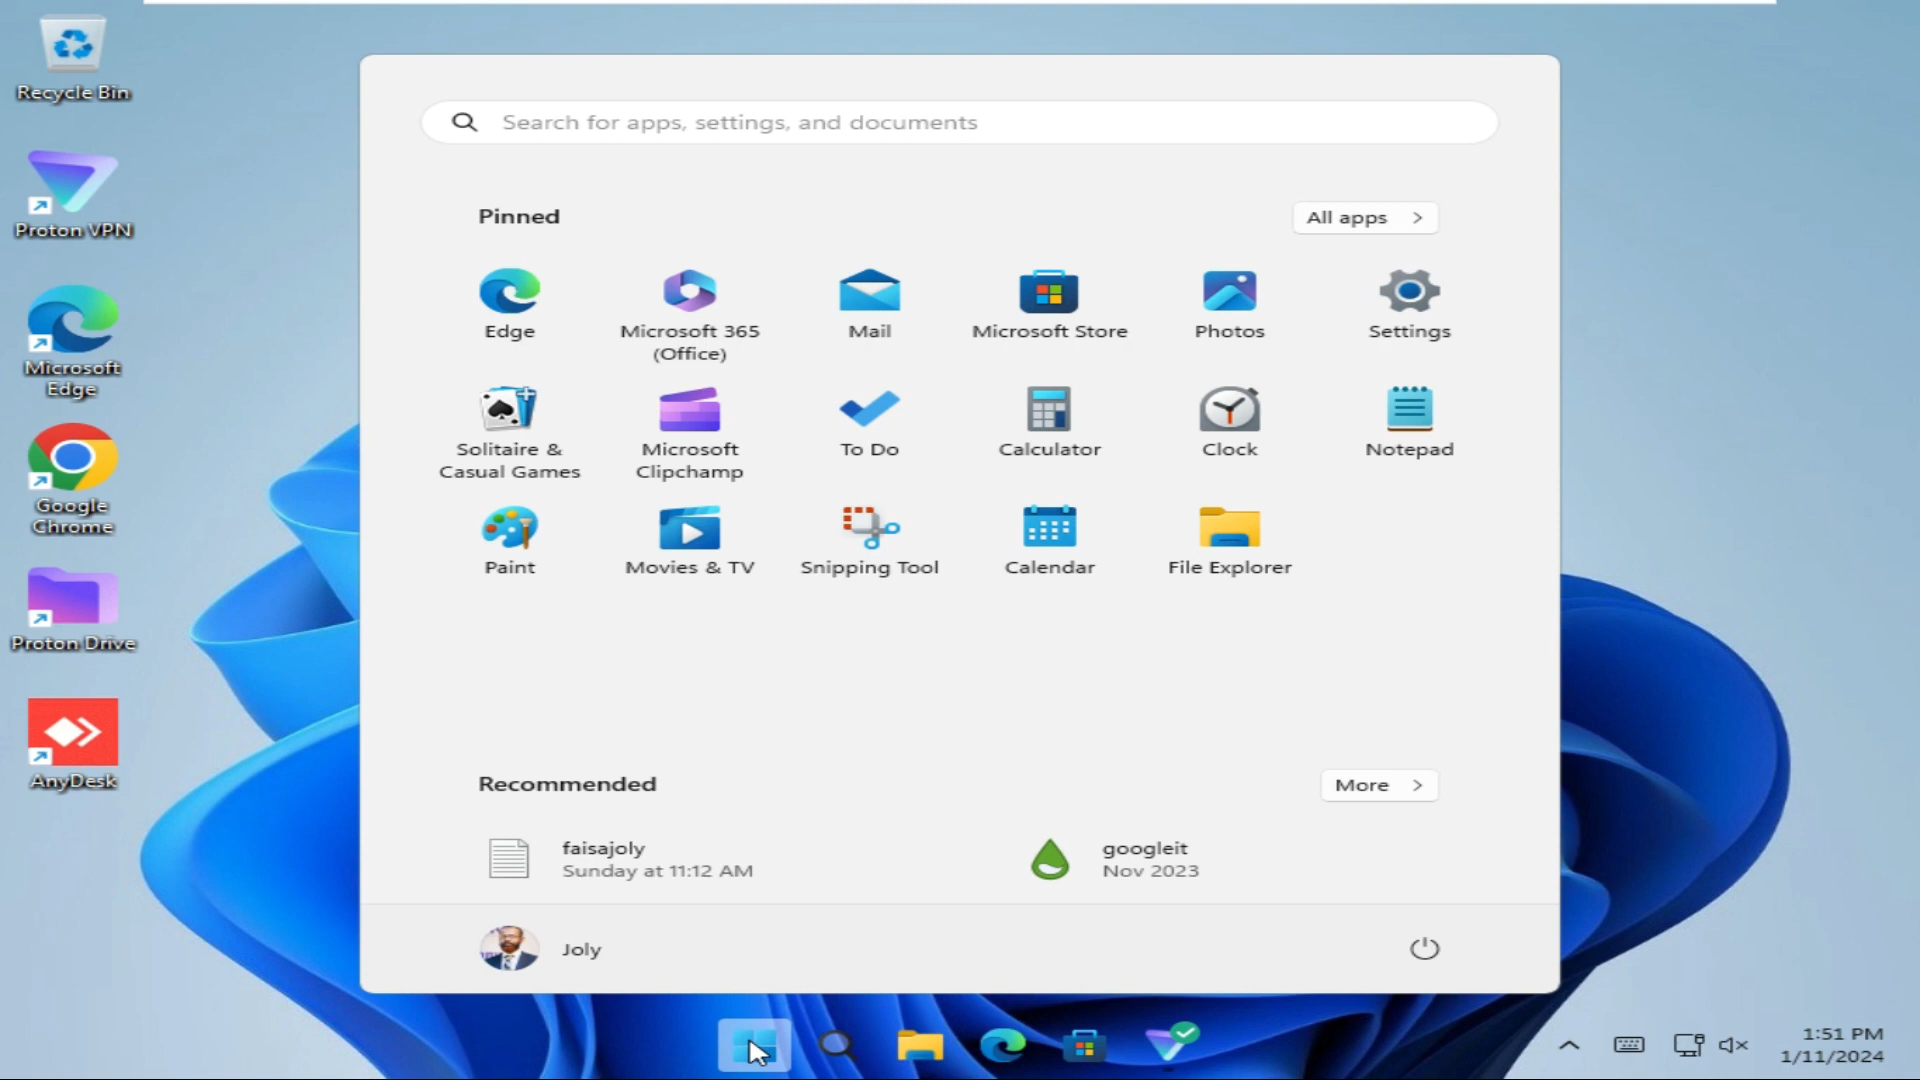 Recycle Bin
Proton VPN
Microsoft
Edge
Google
Chrome
Proton Drive
AnyDesk
Search for apps, settings, and documents
Pinned
All apps
Edge
Microsoft 365
(Office)
Mail
Microsoft Store
Photos
Settings
Solitaire &
Casual Games
Microsoft
Clipchamp
To Do
Calculator
Clock
Notepad
Paint
Movies & TV
Snipping Tool
Calendar
File Explorer
Recommended
More
faisajoly
Sunday at 11:12 AM
googleit
Nov 2023
Joly
1:51 PM
1/11/2024